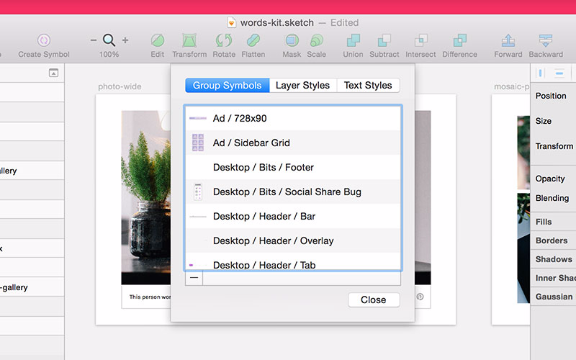 words-kit.sketch — Edited
Create Symbol
100%
Edit
Transform
Rotate
Flatten
Mask
Scale
Union
Subtract
Intersect
Difference
Forward
Backward
photo-wide
Group Symbols
Layer Styles
Text Styles
Ad / 728x90
Ad / Sidebar Grid
Desktop / Bits / Footer
Desktop / Bits / Social Share Bug
Desktop / Header / Bar
Desktop / Header / Overlay
Desktop / Header / Tab
Close
This person wor
llery
x
-gallery
mosaic-p
Position
Size
Transform
Opacity
Blending
Fills
Borders
Shadows
Inner Shad
Gaussian